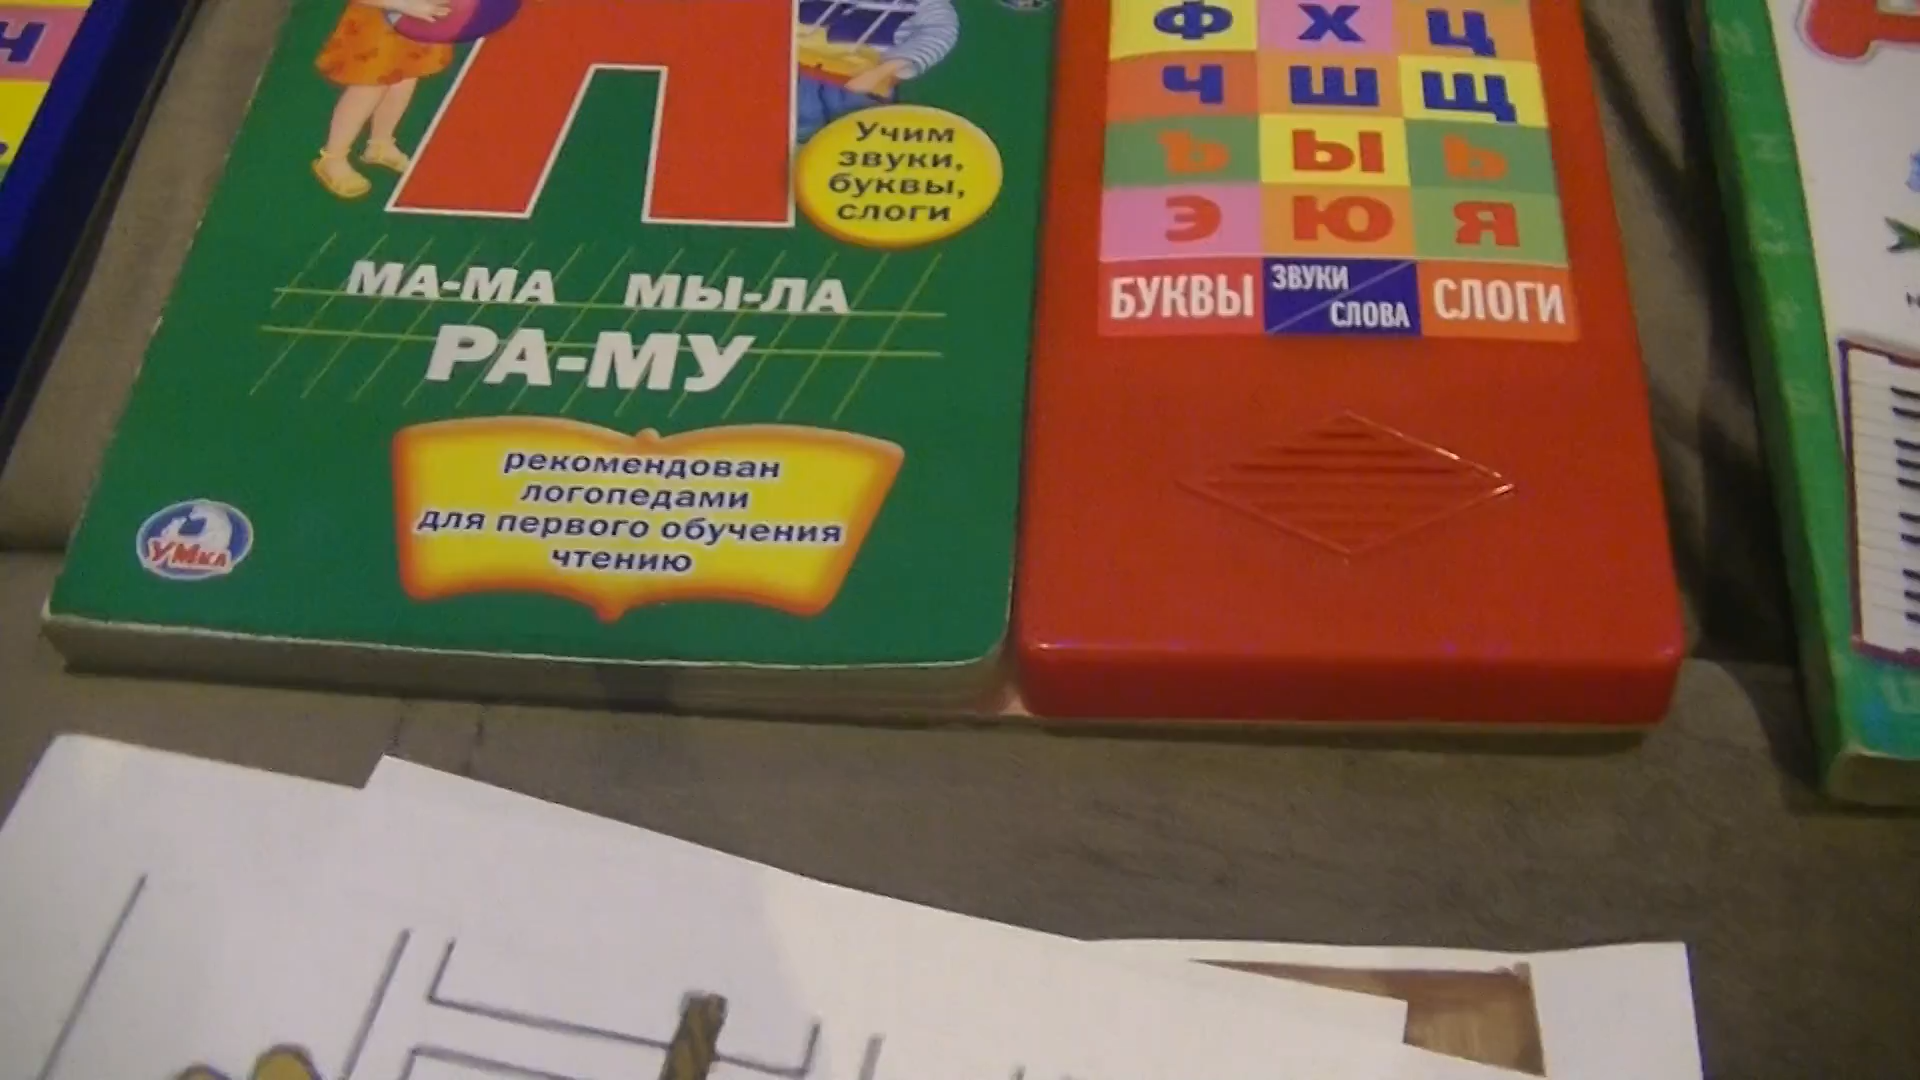 Л
Учим
звуки,
буквы,
слоги
МА-МА МЫ-ЛА
РА-МУ
рекомендован
логопедами
для первого обучения
чтению
УМКА
Ф Х Ц
Ч Ш Щ
Ъ Ы Ь
Э Ю Я
БУКВЫ
ЗВУКИ
СЛОВА
СЛОГИ
Ч